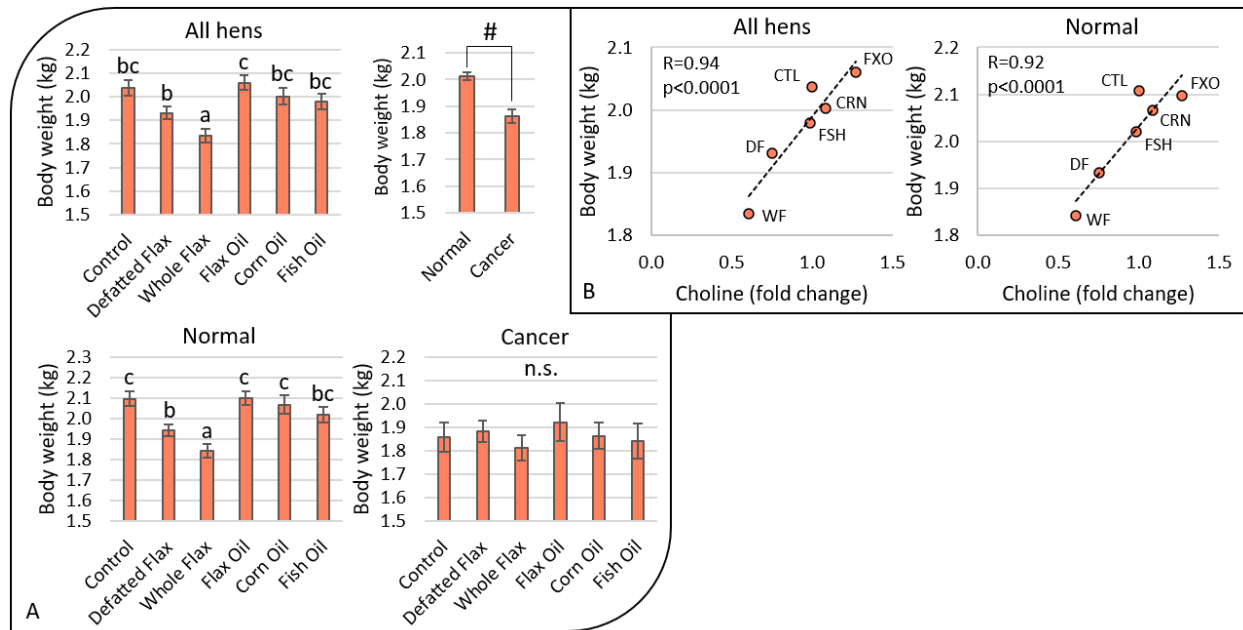 All hens
Body weight (kg)
2.2
2.1
2.0
1.9
1.8
1.7
1.6
1.5
bc
b
a
c
bc
bc
Control
Defatted Flax
Whole Flax
Flax Oil
Corn Oil
Fish Oil
#
Body weight (kg)
2.1
2.0
1.9
1.8
1.7
1.6
1.5
Normal
Cancer
Normal
Body weight (kg)
2.3
2.2
2.1
2.0
1.9
1.8
1.7
1.6
1.5
c
b
a
c
c
bc
Control
Defatted Flax
Whole Flax
Flax Oil
Corn Oil
Fish Oil
Cancer
n.s.
Body weight (kg)
2.3
2.2
2.1
2.0
1.9
1.8
1.7
1.6
1.5
Control
Defatted Flax
Whole Flax
Flax Oil
Corn Oil
Fish Oil
A
All hens
R=0.94
p<0.0001
Body weight (kg)
2.1
2.0
1.9
1.8
CTL
FXO
CRN
FSH
DF
WF
0.0
0.5
1.0
1.5
Choline (fold change)
Normal
R=0.92
p<0.0001
Body weight (kg)
2.2
2.1
2.0
1.9
1.8
CTL
FXO
CRN
FSH
DF
WF
0.0
0.5
1.0
1.5
Choline (fold change)
B